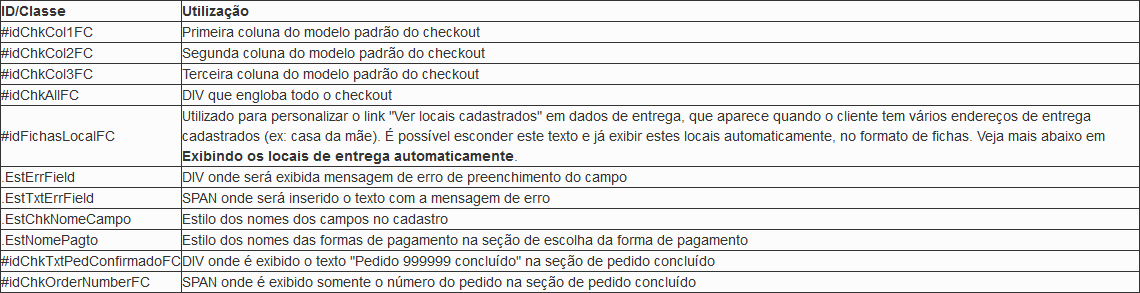 ID/Classe Utilização
#idChkCol1FC Primeira coluna do modelo padrão do checkout
#idChkCol2FC Segunda coluna do modelo padrão do checkout
#idChkCol3FC Terceira coluna do modelo padrão do checkout
#idChkAllFC DIV que engloba todo o checkout
#idFichasLocalFC Utilizado para personalizar o link "Ver locais cadastrados" em dados de entrega, que aparece quando o cliente tem vários endereços de entrega
cadastrados (ex: casa da mãe). É possível esconder este texto e já exibir estes locais automaticamente, no formato de fichas. Veja mais abaixo em
Exibindo os locais de entrega automaticamente.
.EstErrField DIV onde será exibida mensagem de erro de preenchimento do campo
.EstTxtErrField SPAN onde será inserido o texto com a mensagem de erro
.EstChkNomeCampo Estilo dos nomes dos campos no cadastro
.EstNomePagto Estilo dos nomes das formas de pagamento na seção de escolha da forma de pagamento
#idChkTxtPedConfirmadoFC DIV onde é exibido o texto "Pedido 999999 concluído" na seção de pedido concluído
#idChkOrderNumberFC SPAN onde é exibido somente o número do pedido na seção de pedido concluído